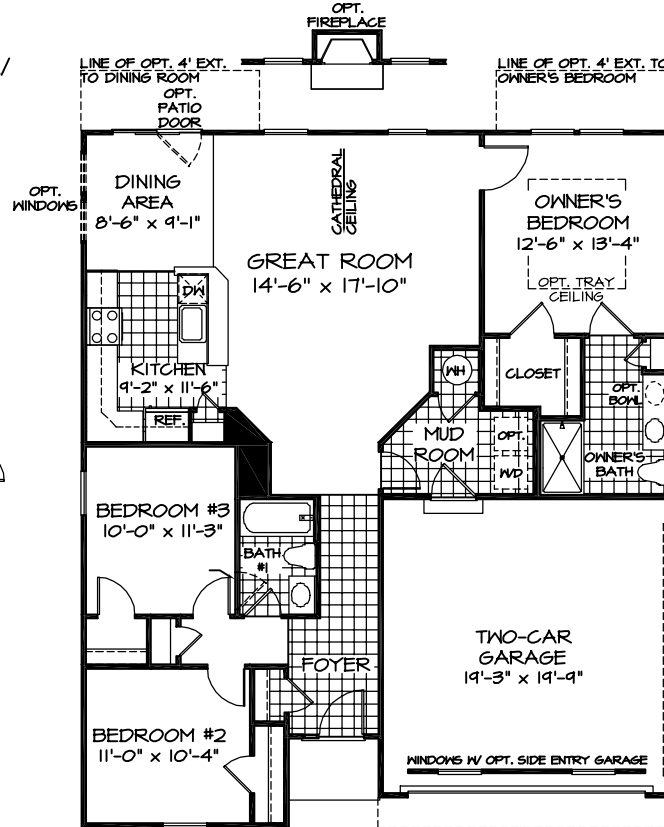 OPT.
FIREPLACE
LINE OF OPT. 4' EXT.
TO DINING ROOM
LINE OF OPT. 4' EXT. TO
OWNER'S BEDROOM
OPT.
PATIO
DOOR
OPT.
WINDOWS
DINING
AREA
8'-6" x 9'-1"
CATHEDRAL
CEILING
GREAT ROOM
14'-6" x 17'-10"
OWNER'S
BEDROOM
12'-6" x 13'-4"
OPT. TRAY
CEILING
DW
KITCHEN
9'-2" x 11'-6"
REF.
WH
CLOSET
OPT.
BOWL
MUD
ROOM
OPT.
WD
OWNER'S
BATH
BEDROOM #3
10'-0" x 11'-3"
BATH
#1
FOYER
TWO-CAR
GARAGE
19'-3" x 19'-9"
BEDROOM #2
11'-0" x 10'-4"
WINDOWS W/ OPT. SIDE ENTRY GARAGE